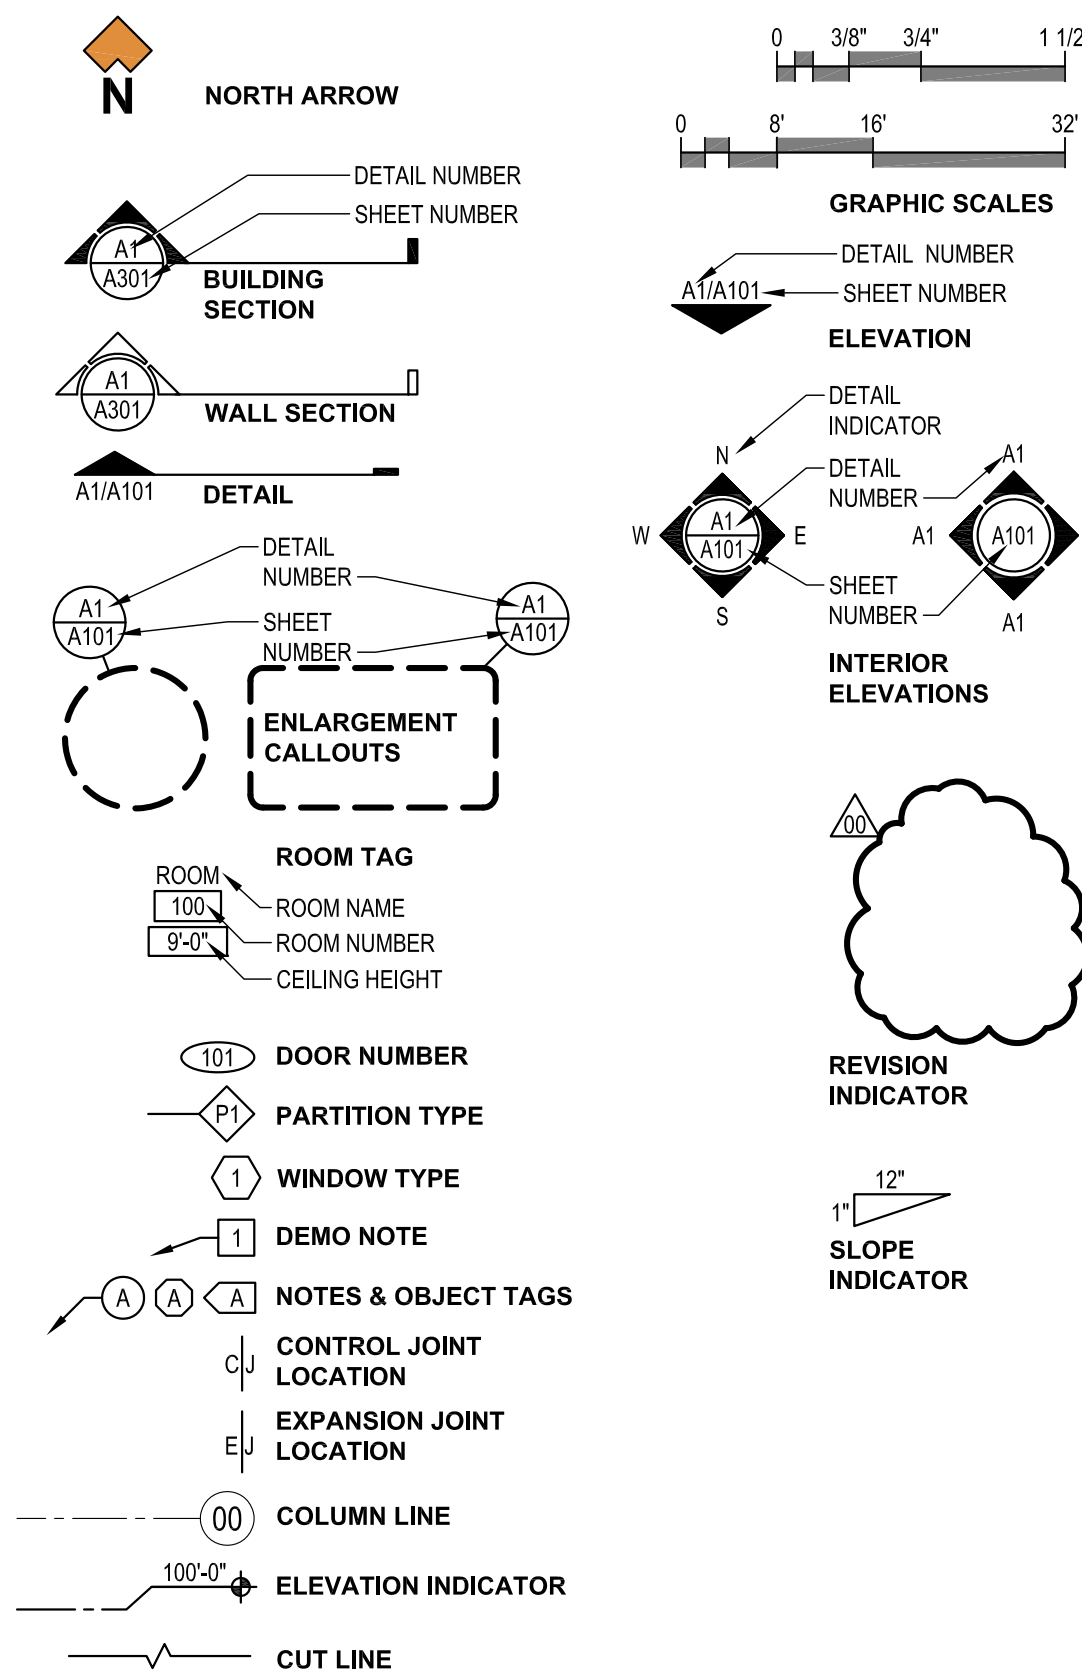 N
NORTH ARROW
DETAIL NUMBER
SHEET NUMBER
A1
A301
BUILDING
SECTION
A1
A301
WALL SECTION
A1/A101
DETAIL
DETAIL
NUMBER
SHEET
NUMBER
A1
A101
A1
A101
ENLARGEMENT
CALLOUTS
ROOM TAG
ROOM
100
9'-0"
ROOM NAME
ROOM NUMBER
CEILING HEIGHT
101
DOOR NUMBER
P1
PARTITION TYPE
1
WINDOW TYPE
1
DEMO NOTE
A A A
NOTES & OBJECT TAGS
C J
CONTROL JOINT
LOCATION
E J
EXPANSION JOINT
LOCATION
00
COLUMN LINE
100'-0"
ELEVATION INDICATOR
CUT LINE
0 3/8" 3/4" 1 1/2
0 8' 16' 32'
GRAPHIC SCALES
DETAIL NUMBER
A1/A101
SHEET NUMBER
ELEVATION
DETAIL
INDICATOR
N
DETAIL
NUMBER
A1
W
A1
A101
E
A1
A101
SHEET
NUMBER
S
A1
INTERIOR
ELEVATIONS
00
REVISION
INDICATOR
12"
1"
SLOPE
INDICATOR